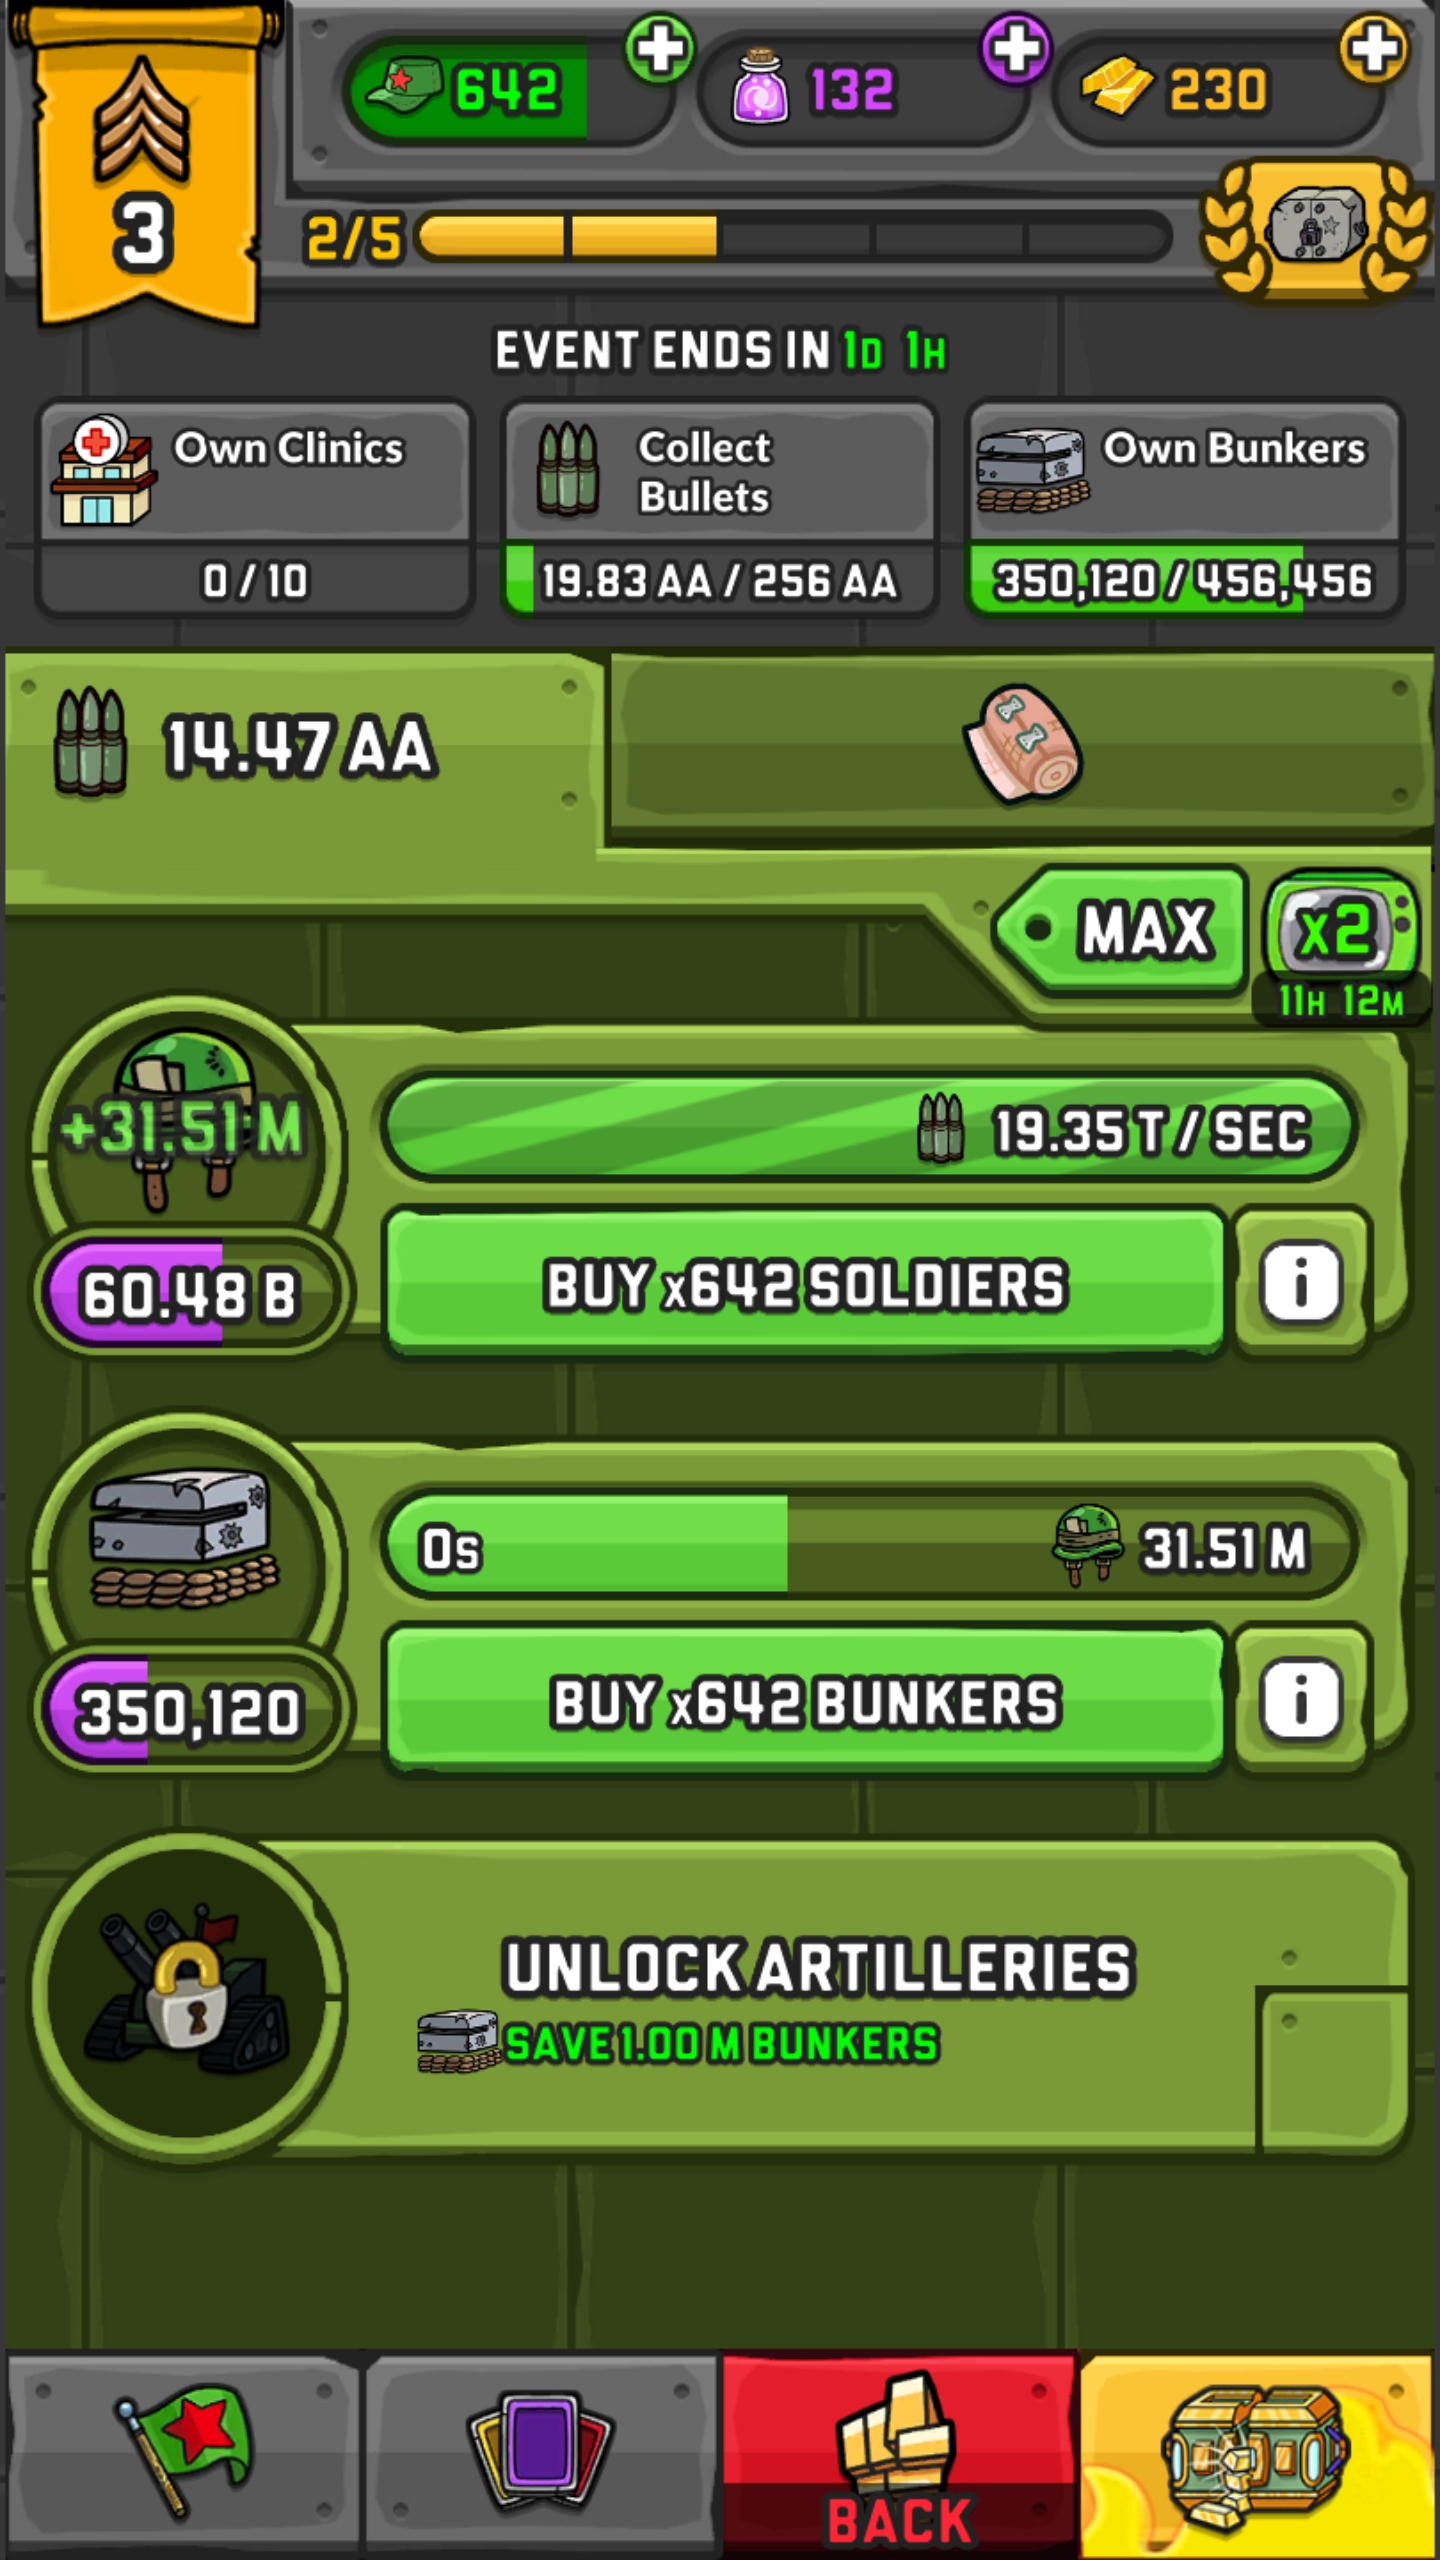 642
132
230
3
2/5
EVENT ENDS IN 1D 1H
Own Clinics
0 / 10
Collect
Bullets
19.83 AA / 256 AA
Own Bunkers
350,120 / 456,456
14.47 AA
MAX
x2
11H 12M
+31.51 M
19.35 T / SEC
60.48 B
BUY x642 SOLDIERS
i
0s
31.51 M
350,120
BUY x642 BUNKERS
i
UNLOCK ARTILLERIES
SAVE 1.00 M BUNKERS
BACK